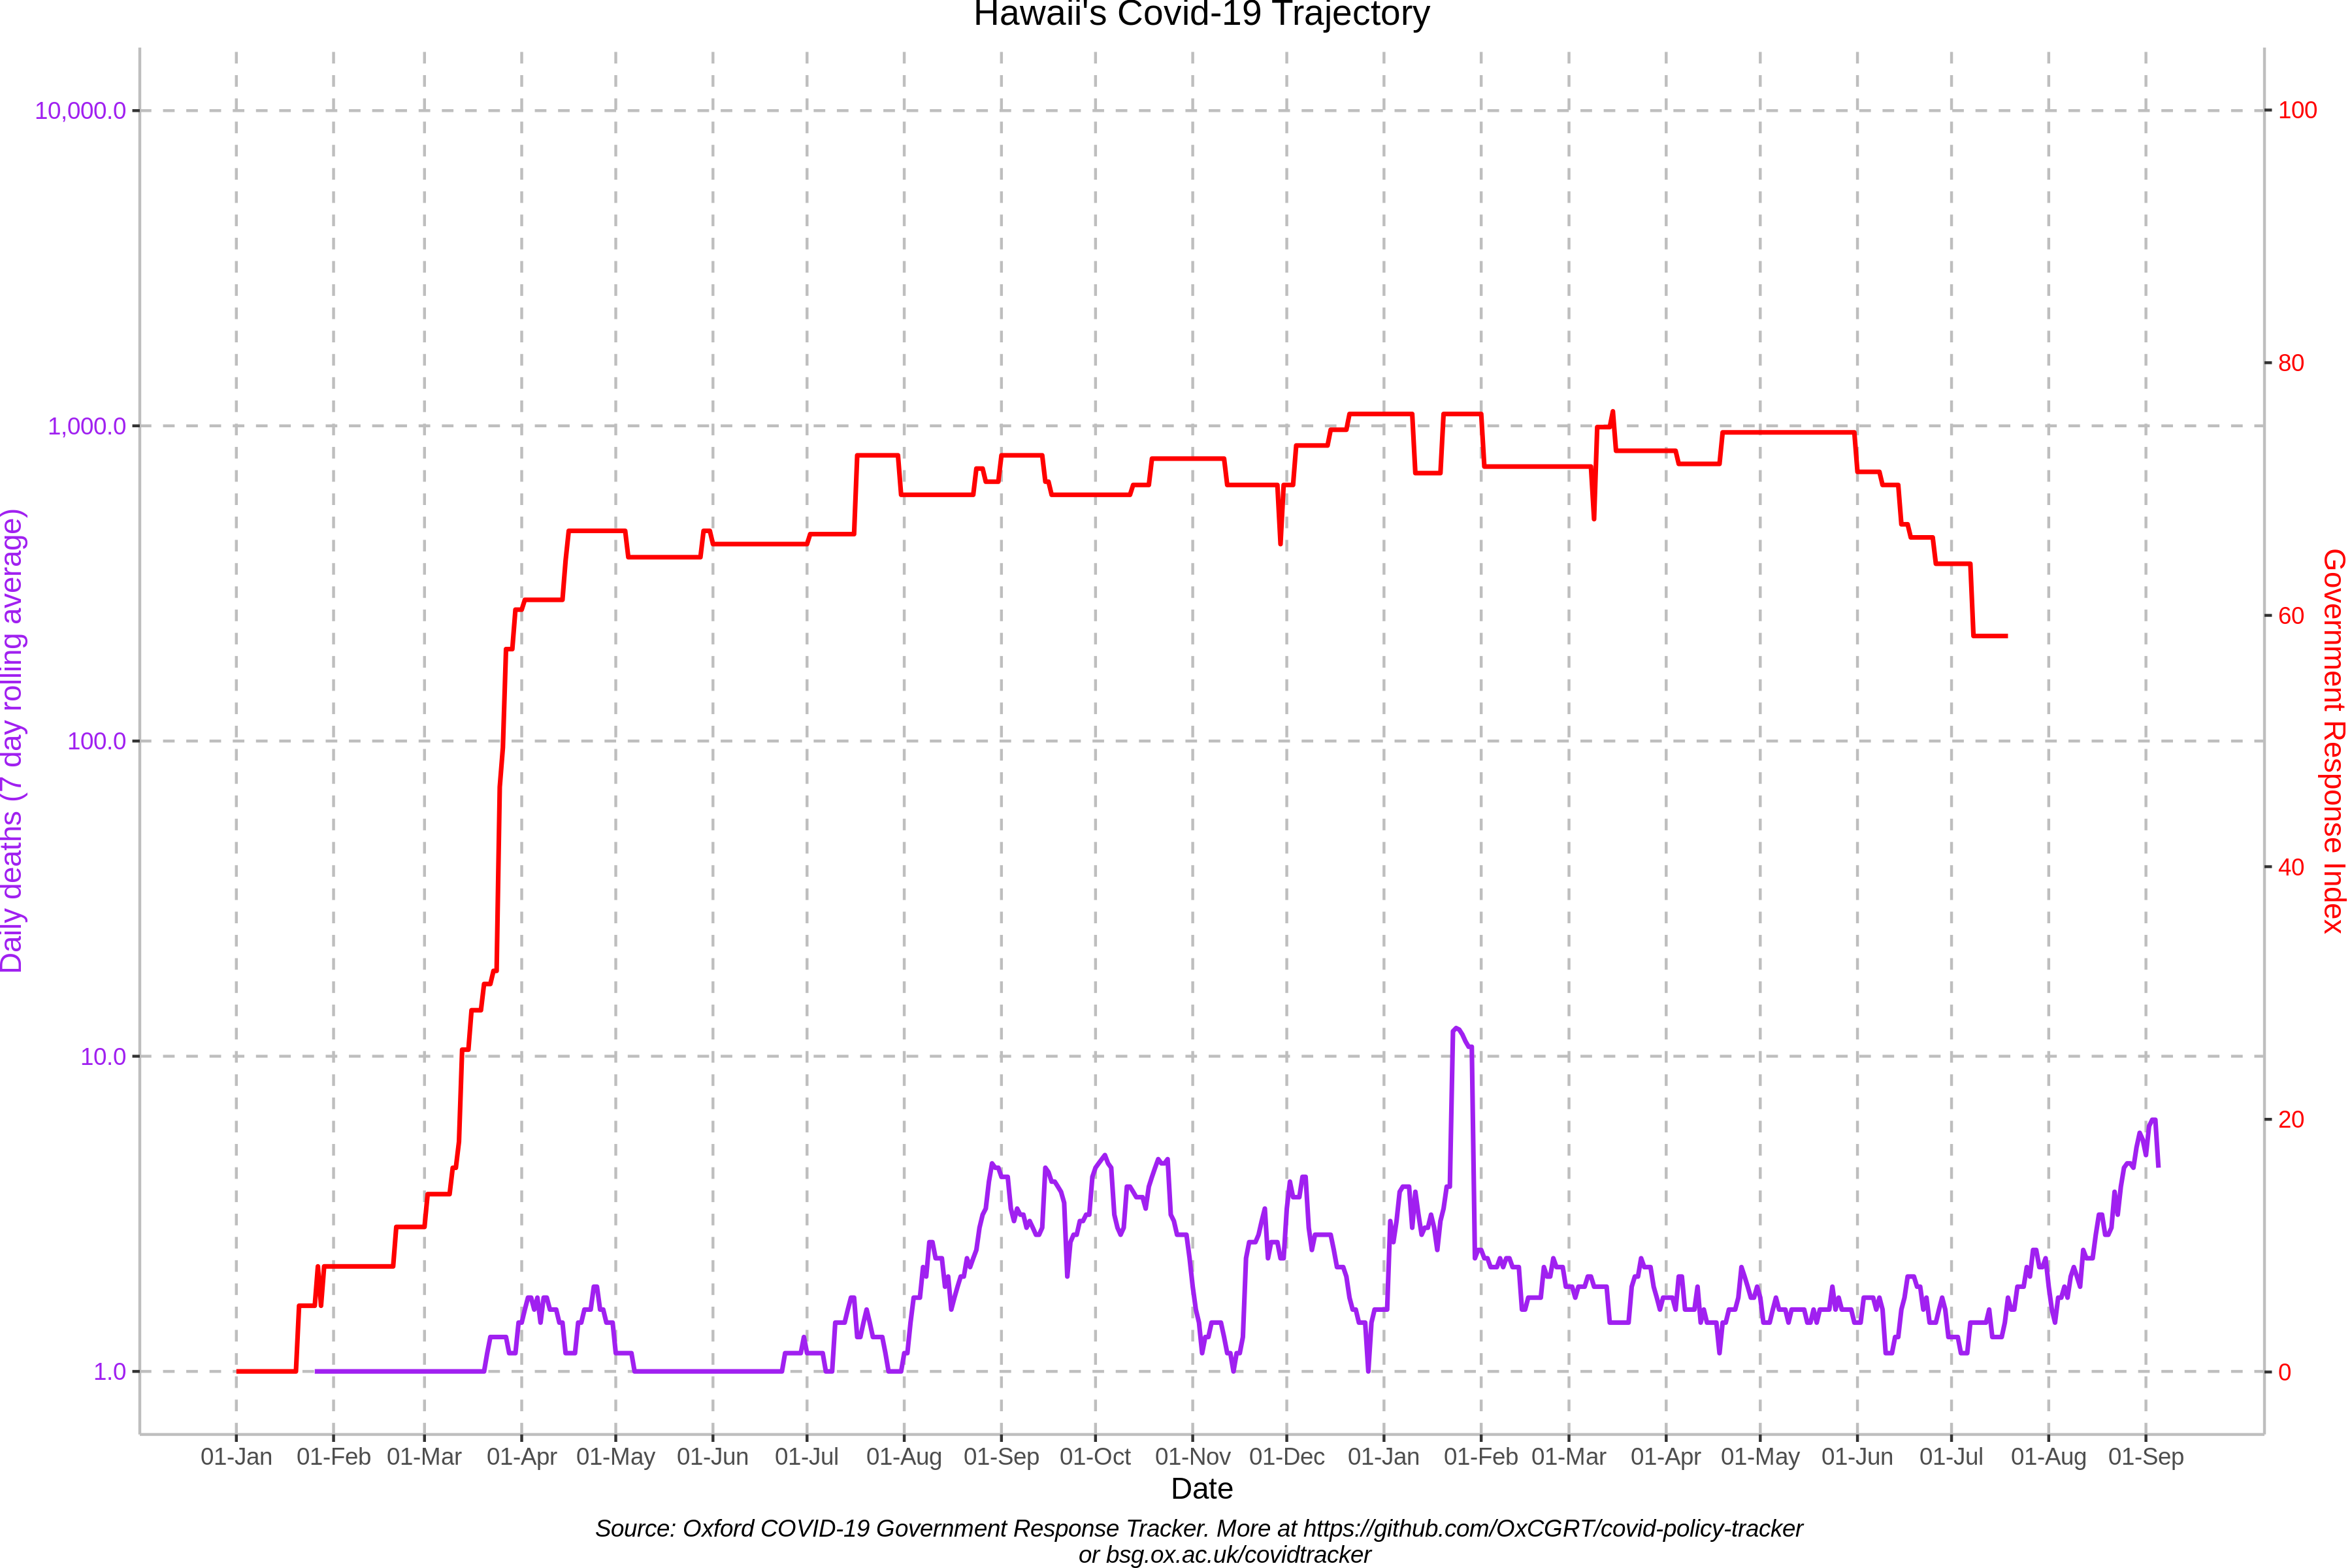 Hawaii's Covid-19 Trajectory
10,000.0
1,000.0
100.0
10.0
1.0
Daily deaths (7 day rolling average)
100
80
60
40
20
0
Government Response Index
01-Jan 01-Feb 01-Mar 01-Apr 01-May 01-Jun 01-Jul 01-Aug 01-Sep 01-Oct 01-Nov 01-Dec 01-Jan 01-Feb 01-Mar 01-Apr 01-May 01-Jun 01-Jul 01-Aug 01-Sep
Date
Source: Oxford COVID-19 Government Response Tracker. More at https://github.com/OxCGRT/covid-policy-tracker
or bsg.ox.ac.uk/covidtracker